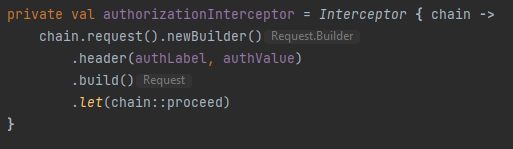 private val authorizationInterceptor = Interceptor { chain ->
    chain.request().newBuilder() Request.Builder
        .header(authLabel, authValue)
        .build() Request
        .let(chain::proceed)
}